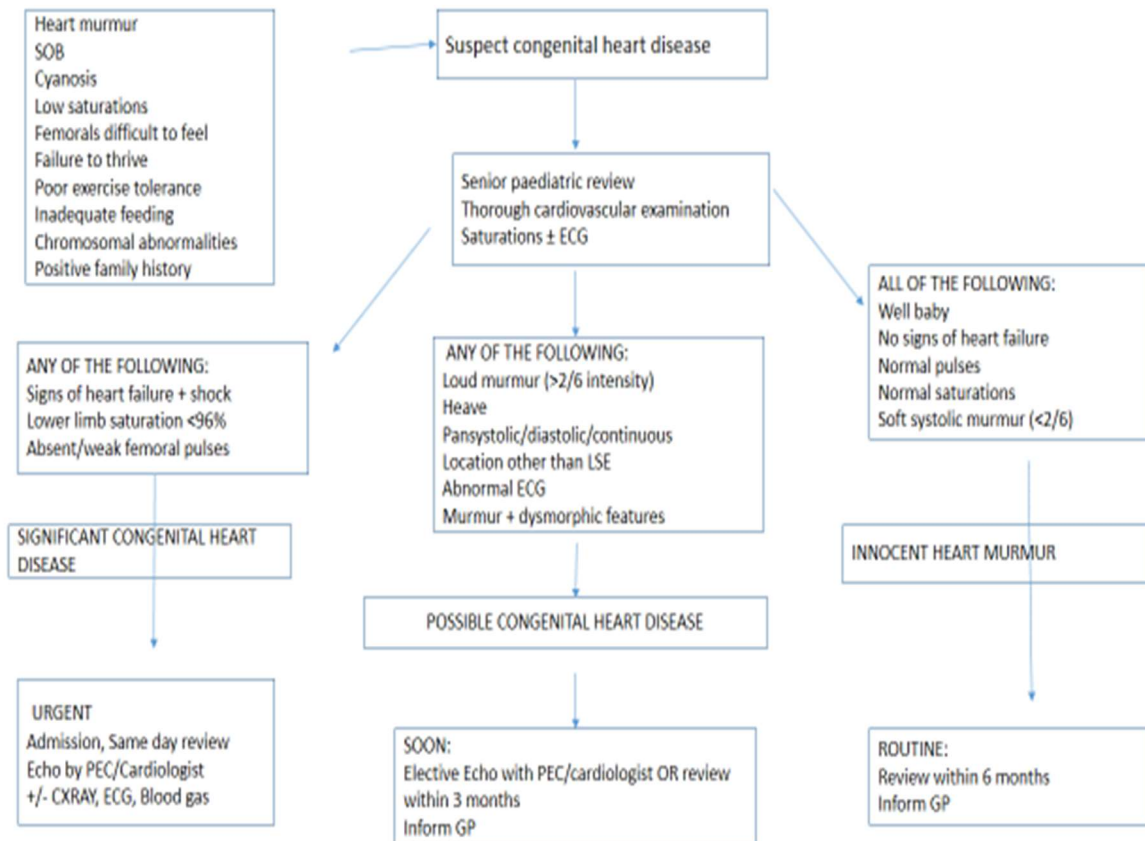 Heart murmur
SOB
Cyanosis
Low saturations
Femorals difficult to feel
Failure to thrive
Poor exercise tolerance
Inadequate feeding
Chromosomal abnormalities
Positive family history
Suspect congenital heart disease
Senior paediatric review
Thorough cardiovascular examination
Saturations ± ECG
ANY OF THE FOLLOWING:
Signs of heart failure + shock
Lower limb saturation <96%
Absent/weak femoral pulses
ANY OF THE FOLLOWING:
Loud murmur (>2/6 intensity)
Heave
Pansystolic/diastolic/continuous
Location other than LSE
Abnormal ECG
Murmur + dysmorphic features
ALL OF THE FOLLOWING:
Well baby
No signs of heart failure
Normal pulses
Normal saturations
Soft systolic murmur (<2/6)
SIGNIFICANT CONGENITAL HEART
DISEASE
POSSIBLE CONGENITAL HEART DISEASE
INNOCENT HEART MURMUR
URGENT
Admission, Same day review
Echo by PEC/Cardiologist
+/- CXRAY, ECG, Blood gas
SOON:
Elective Echo with PEC/cardiologist OR review
within 3 months
Inform GP
ROUTINE:
Review within 6 months
Inform GP